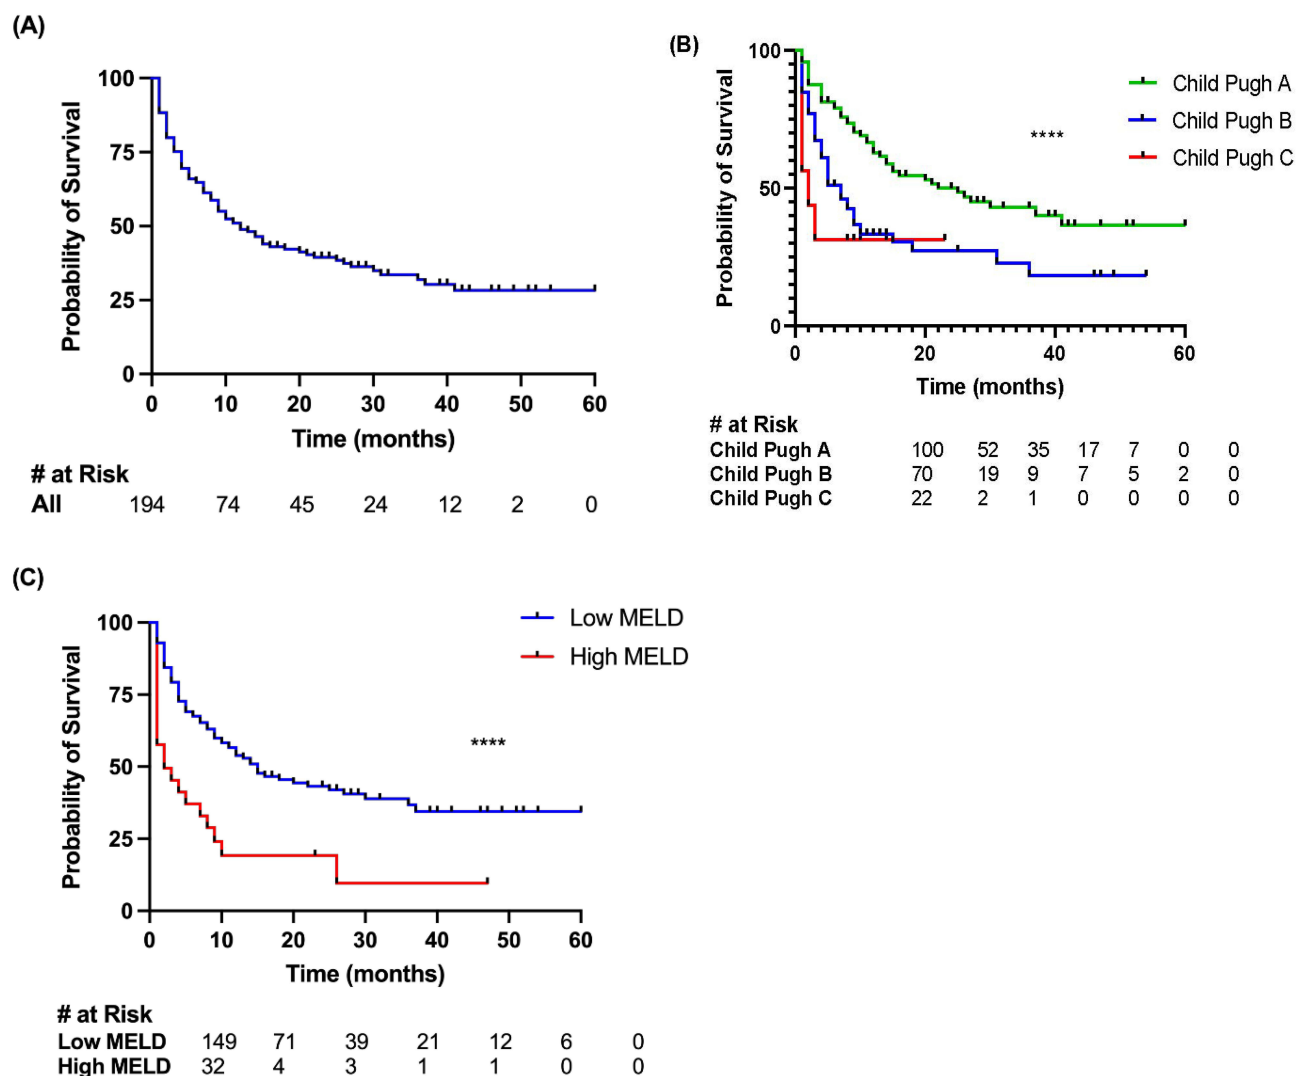 (A)
Probability of Survival
100
75
50
25
0
0 10 20 30 40 50 60
Time (months)
# at Risk
All 194 74 45 24 12 2 0
(B)
Probability of Survival
100
50
0
0 20 40 60
Time (months)
Child Pugh A
Child Pugh B
Child Pugh C
****
# at Risk
Child Pugh A 100 52 35 17 7 0 0
Child Pugh B 70 19 9 7 5 2 0
Child Pugh C 22 2 1 0 0 0 0
(C)
Probability of Survival
100
75
50
25
0
0 10 20 30 40 50 60
Time (months)
Low MELD
High MELD
****
# at Risk
Low MELD 149 71 39 21 12 6 0
High MELD 32 4 3 1 1 0 0